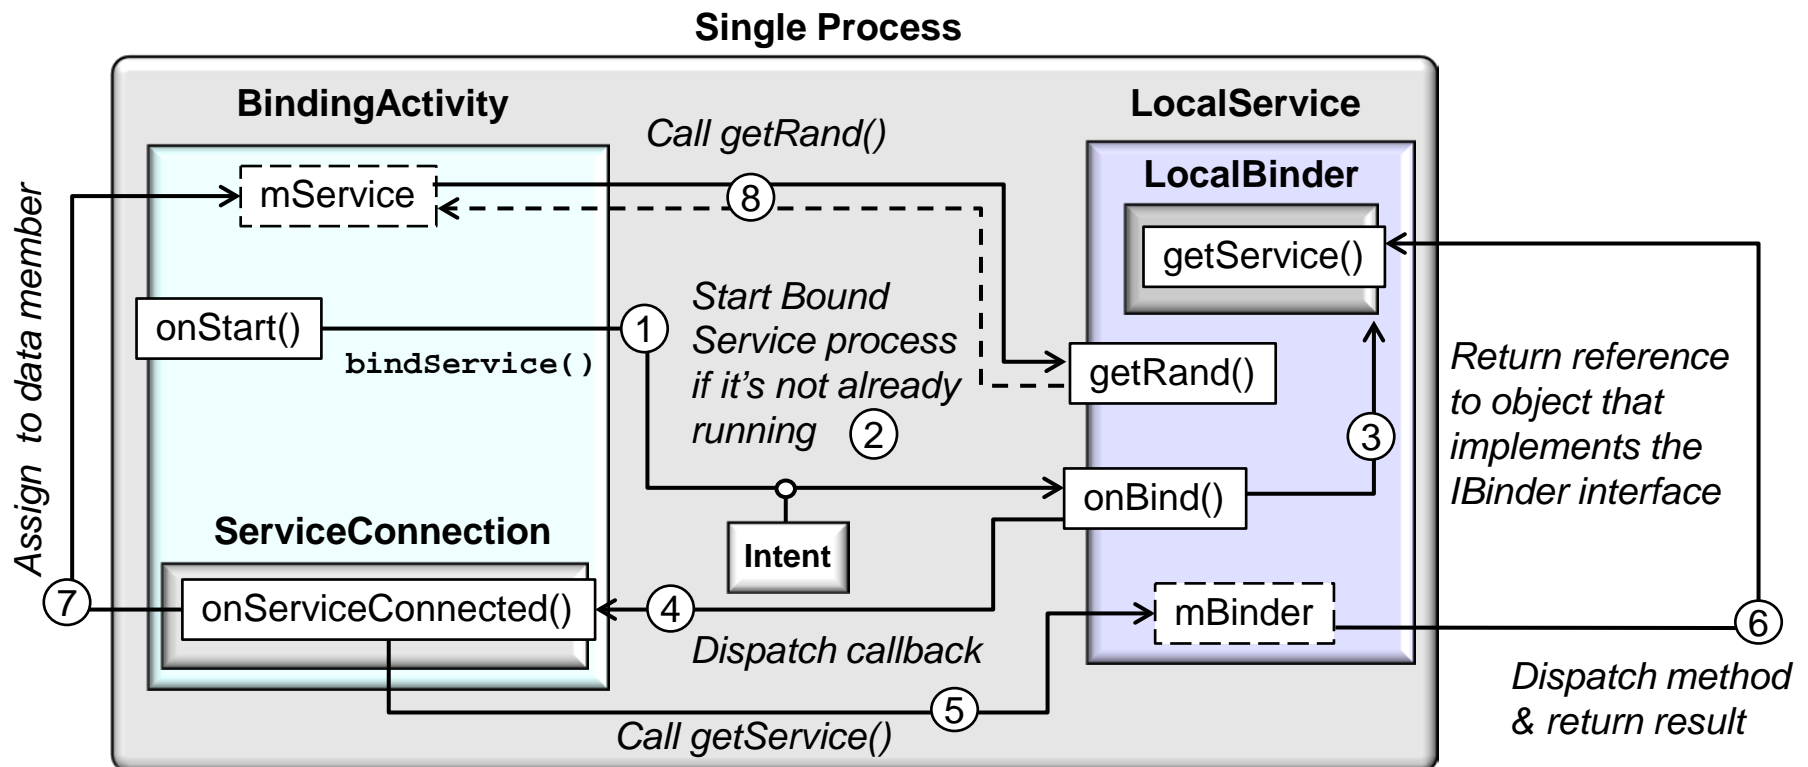 Single Process
BindingActivity
LocalService
Call getRand()
mService
8
LocalBinder
getService()
Assign to data member
onStart()
1
bindService()
Start Bound
Service process
if it’s not already
running
2
getRand()
3
Return reference
to object that
implements the
IBinder interface
onBind()
Intent
ServiceConnection
onServiceConnected()
7
4
Dispatch callback
mBinder
6
Dispatch method
& return result
5
Call getService()